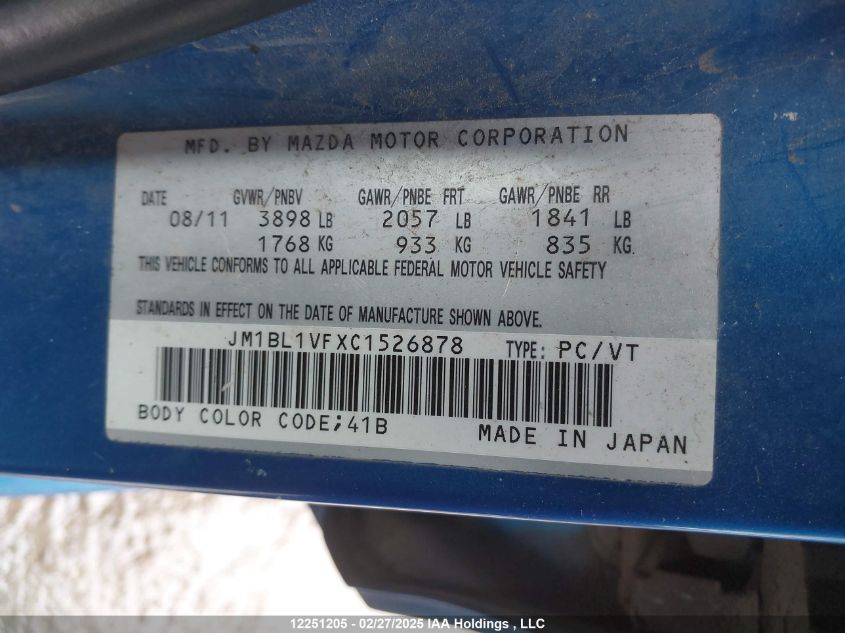 MFD. BY MAZDA MOTOR CORPORATION
DATE GVWR/PNBV GAWR/PNBE FRT GAWR/PNBE RR
08/11 3898 LB 2057 LB 1841 LB
1768 KG 933 KG 835 KG
THIS VEHICLE CONFORMS TO ALL APPLICABLE FEDERAL MOTOR VEHICLE SAFETY
STANDARDS IN EFFECT ON THE DATE OF MANUFACTURE SHOWN ABOVE.
JM1BL1VFXC1526878 TYPE: PC/VT
BODY COLOR CODE;41B
MADE IN JAPAN
12251205 - 02/27/2025 IAA Holdings , LLC